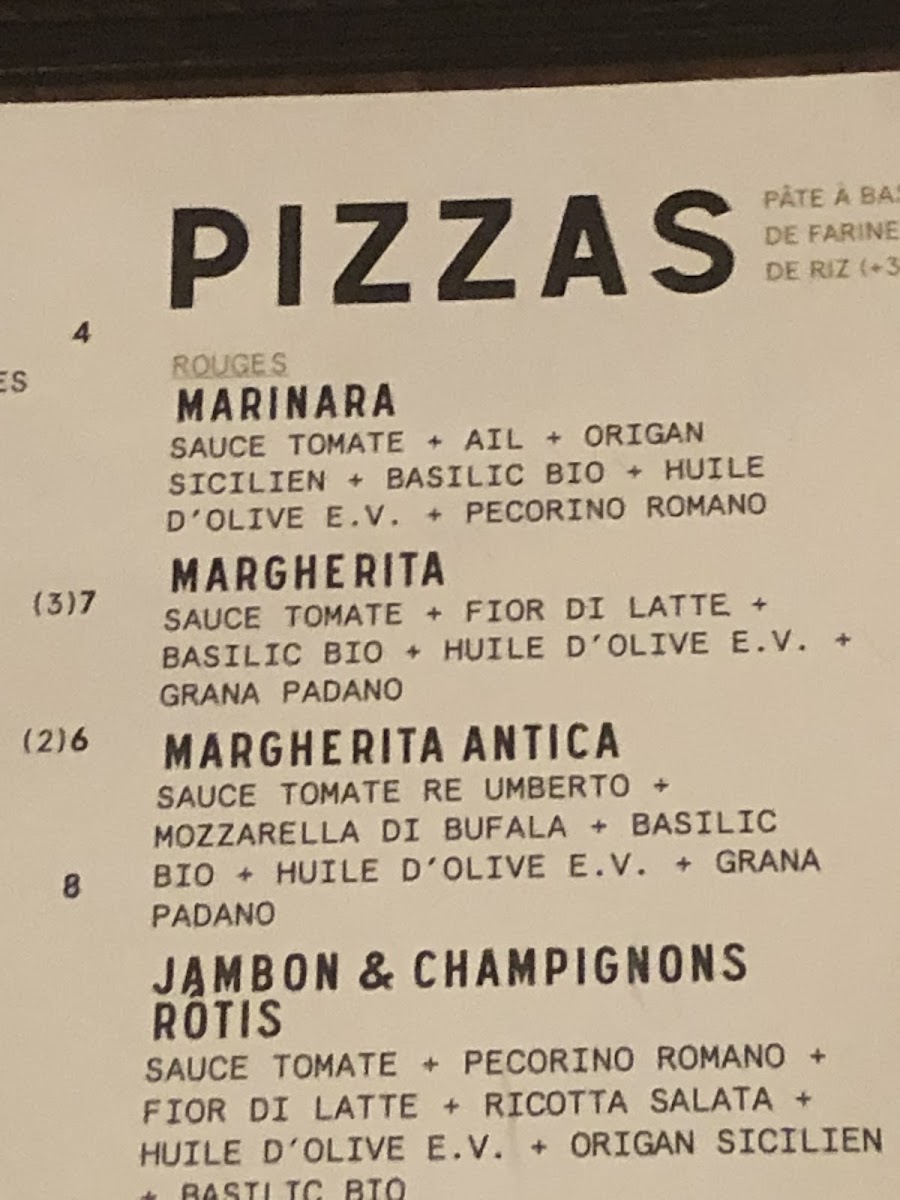 PIZZAS
PÂTE À
DE FARINE
DE RIZ (+3
4
ES
ROUGES
MARINARA
SAUCE TOMATE + AIL + ORIGAN
SICILIEN + BASILIC BIO + HUILE
D'OLIVE E.V. + PECORINO ROMANO
MARGHERITA
(3)7
SAUCE TOMATE + FIOR DI LATTE +
BASILIC BIO + HUILE D'OLIVE E.V. +
GRANA PADANO
(2)6
MARGHERITA ANTICA
SAUCE TOMATE RE UMBERTO +
MOZZARELLA DI BUFALA + BASILIC
8
BIO + HUILE D'OLIVE E.V. + GRANA
PADANO
JAMBON & CHAMPIGNONS
RÔTIS
SAUCE TOMATE + PECORINO ROMANO +
FIOR DI LATTE + RICOTTA SALATA +
HUILE D'OLIVE E.V. + ORIGAN SICILIEN
+ BASILIC BIO